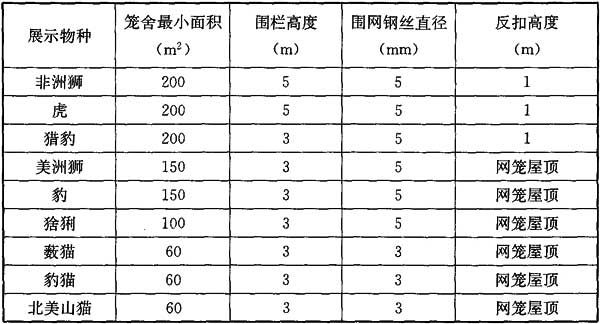 展示物种 笼舍最小面积（m²） 围栏高度（m） 围网钢丝直径（mm） 反扣高度（m）
非洲狮 200 5 5 1
虎 200 5 5 1
猎豹 200 3 5 1
美洲狮 150 3 5 网笼屋顶
豹 150 3 5 网笼屋顶
猞猁 100 3 5 网笼屋顶
薮猫 60 3 3 网笼屋顶
豹猫 60 3 3 网笼屋顶
北美山猫 60 3 3 网笼屋顶